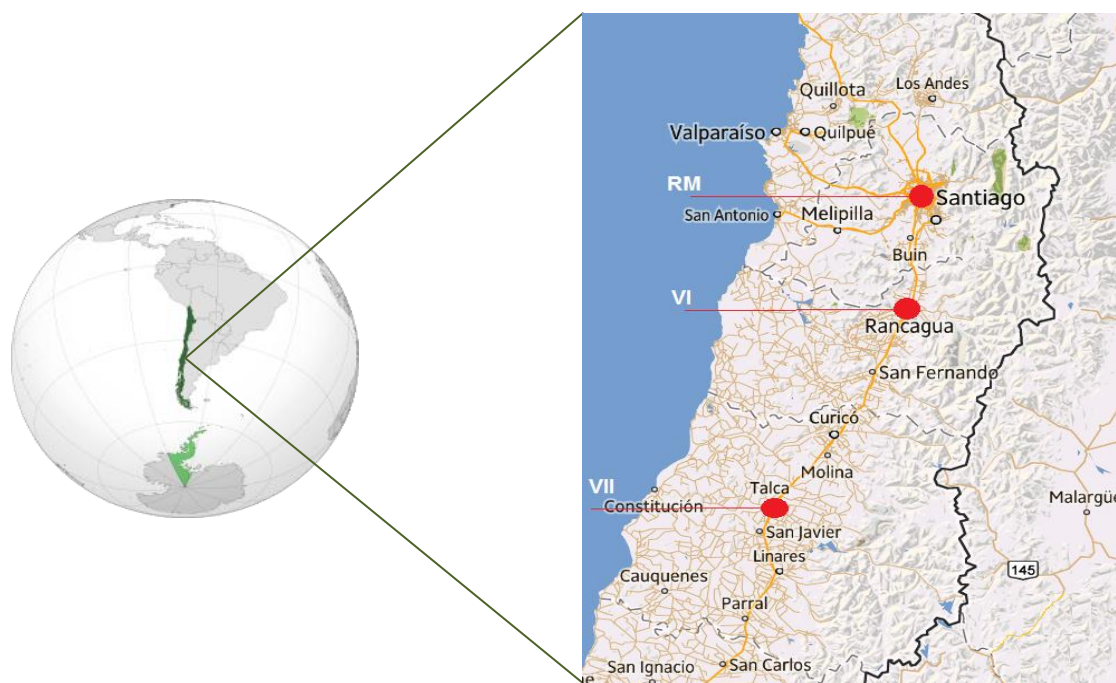 Quillota
Los Andes
Valparaíso
Quilpué
RM
Santiago
San Antonio
Melipilla
Buin
VI
Rancagua
San Fernando
Curicó
Molina
VII
Talca
Constitución
Malargüe
San Javier
Linares
145
Cauquenes
Parral
San Ignacio
San Carlos
ue